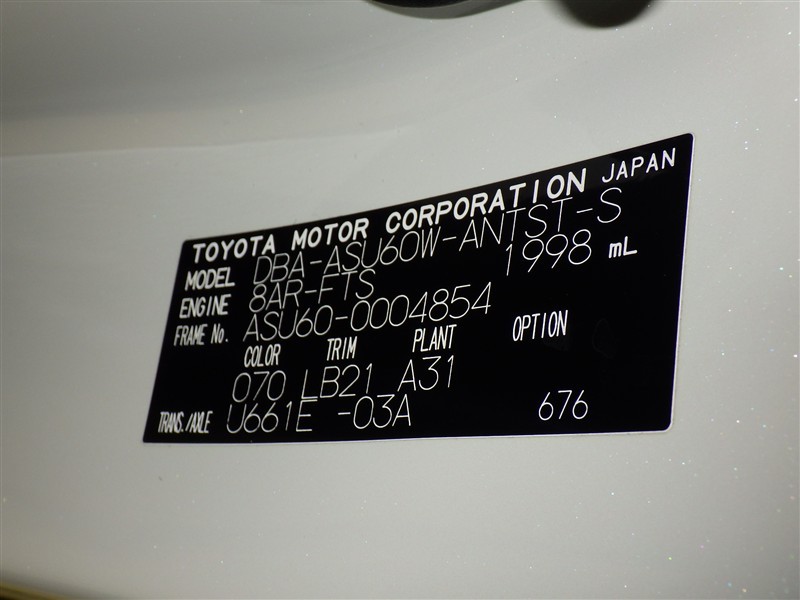 TOYOTA MOTOR CORPORATION JAPAN
MODEL DBA-ASU60W-ANTST-S
ENGINE 8AR-FTS 1998 mL
FRAME No. ASU60-0004854
COLOR TRIM PLANT OPTION
070 LB21 A31
TRANS./AXLE U661E -03A 676